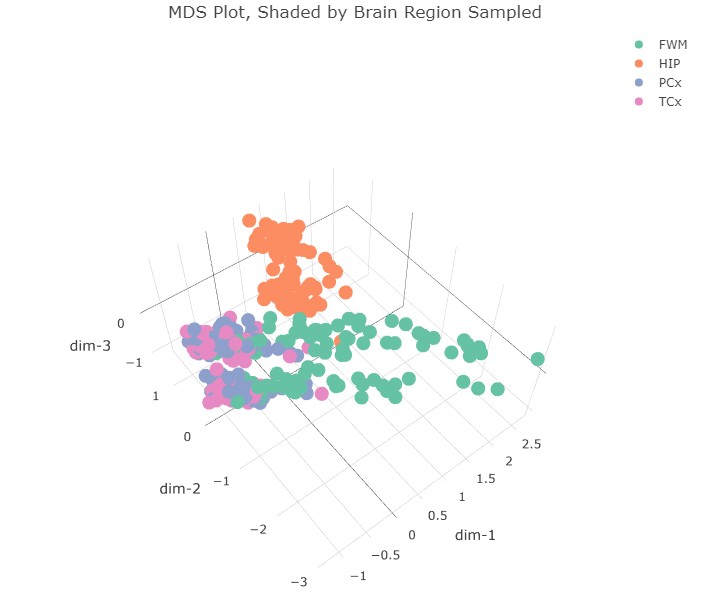 MDS Plot, Shaded by Brain Region Sampled
FWM
HIP
PCx
TCx
0
dim-3
−1
1
0
dim-2
−1
−2
−3
2.5
2
1.5
1
0.5
dim-1
0
−0.5
−1